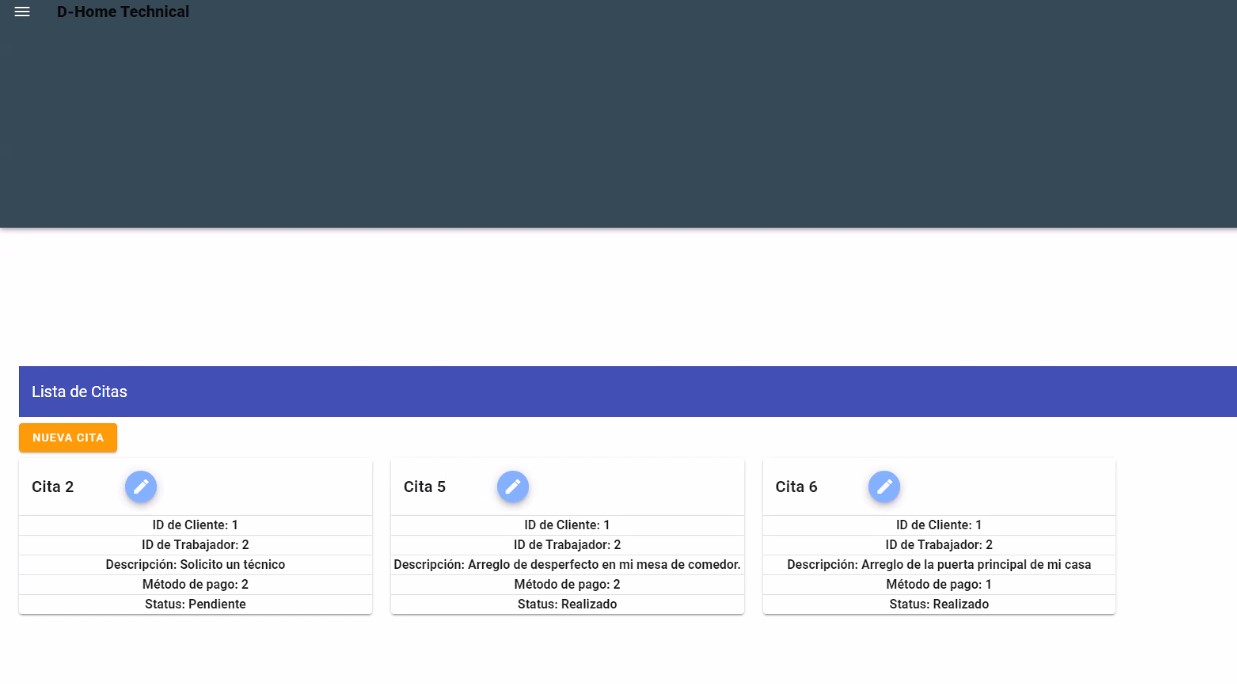 D-Home Technical
Lista de Citas
NUEVA CITA
Cita 2
ID de Cliente: 1
ID de Trabajador: 2
Descripción: Solicito un técnico
Método de pago: 2
Status: Pendiente
Cita 5
ID de Cliente: 1
ID de Trabajador: 2
Descripción: Arreglo de desperfecto en mi mesa de comedor.
Método de pago: 2
Status: Realizado
Cita 6
ID de Cliente: 1
ID de Trabajador: 2
Descripción: Arreglo de la puerta principal de mi casa
Método de pago: 1
Status: Realizado